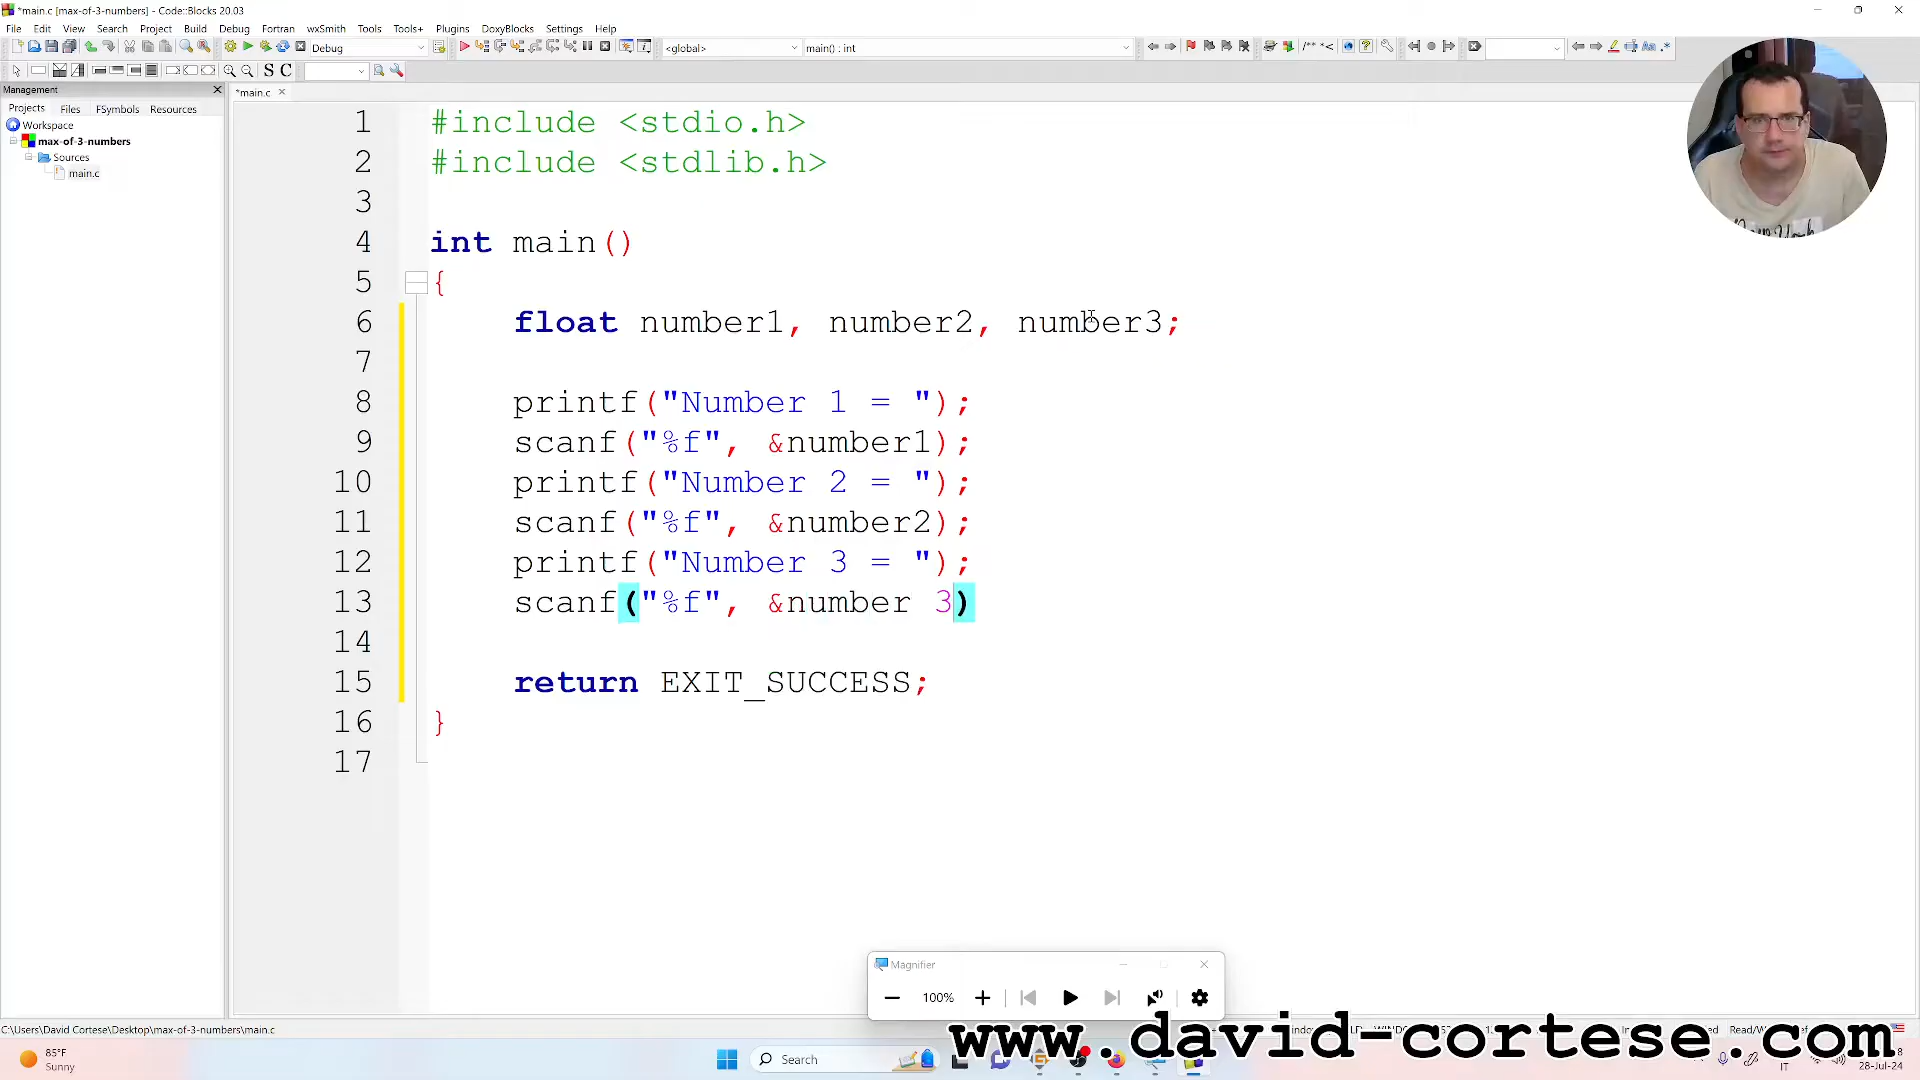 *main.c [max-of-3-numbers] - Code::Blocks 20.03
File Edit View Search Project Build Debug Fortran wxSmith Tools Tools+ Plugins DoxyBlocks Settings Help
Debug <global> main() : int
S C
Management
Projects Files FSymbols Resources
Workspace
max-of-3-numbers
Sources
main.c
*main.c
1 #include <stdio.h>
2 #include <stdlib.h>
3
4 int main()
5 {
6 float number1, number2, number3;
7
8 printf("Number 1 = ");
9 scanf("%f", &number1);
10 printf("Number 2 = ");
11 scanf("%f", &number2);
12 printf("Number 3 = ");
13 scanf("%f", &number 3)
14
15 return EXIT_SUCCESS;
16 }
17
Magnifier
100%
C:\Users\David Cortese\Desktop\max-of-3-numbers\main.c
www.david-cortese.com
85°F
Sunny
Search
IT
28-Jul-24